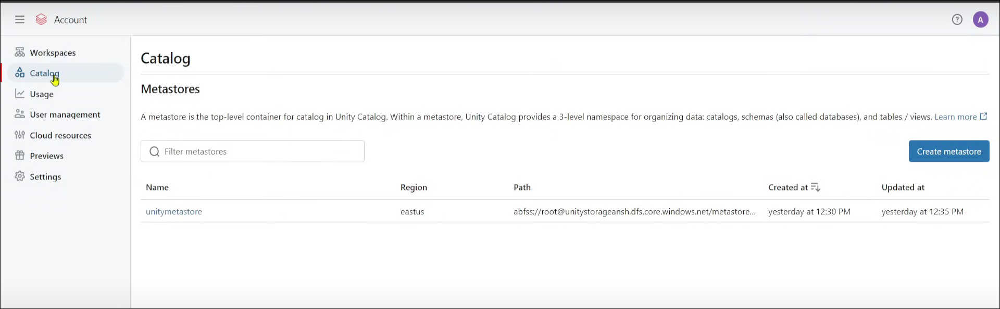 Account
?
A
Workspaces
Catalog
Usage
User management
Cloud resources
Previews
Settings
Catalog
Metastores
A metastore is the top-level container for catalog in Unity Catalog. Within a metastore, Unity Catalog provides a 3-level namespace for organizing data: catalogs, schemas (also called databases), and tables / views. Learn more
Filter metastores
Create metastore
Name Region Path Created at Updated at
unitymetastore eastus abfss://root@unitystorageansh.dfs.core.windows.net/metastore... yesterday at 12:30 PM yesterday at 12:35 PM